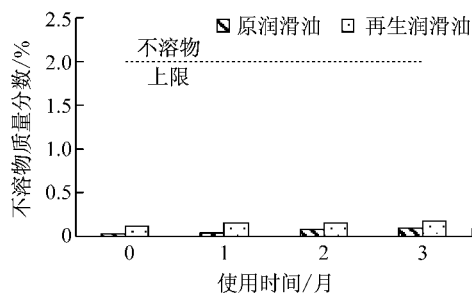 原润滑油 再生润滑油
2.5
不溶物
2.0
上限
1.5
1.0
0.5
0
不溶物质量分数/%
0 1 2 3
使用时间/月